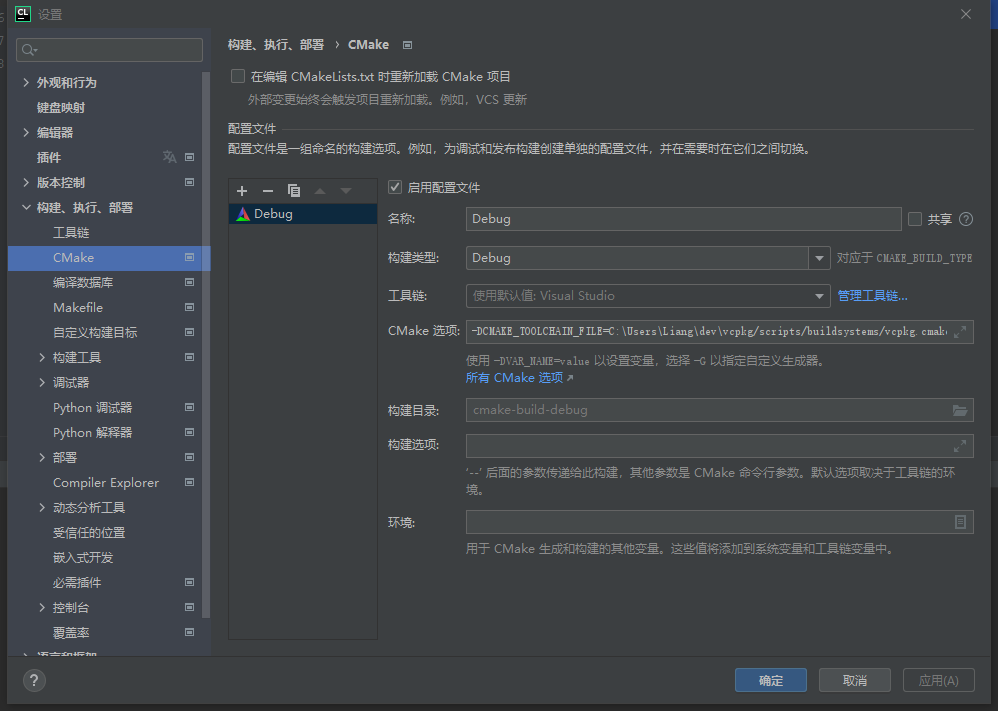 CL 设置
构建、执行、部署 › CMake
在编辑 CMakeLists.txt 时重新加载 CMake 项目
外部变更始终会触发项目重新加载。例如，VCS 更新
外观和行为
键盘映射
编辑器
插件
版本控制
构建、执行、部署
工具链
CMake
编译数据库
Makefile
自定义构建目标
构建工具
调试器
Python 调试器
Python 解释器
部署
Compiler Explorer
动态分析工具
受信任的位置
嵌入式开发
必需插件
控制台
覆盖率
语言和框架
配置文件
配置文件是一组命名的构建选项。例如，为调试和发布构建创建单独的配置文件，并在需要时在它们之间切换。
Debug
启用配置文件
名称: Debug 共享
构建类型: Debug 对应于 CMAKE_BUILD_TYPE
工具链: 使用默认值: Visual Studio 管理工具链...
CMake 选项: -DCMAKE_TOOLCHAIN_FILE=C:\Users\Liang\dev\vcpkg/scripts/buildsystems/vcpkg.cmake
使用 -DVAR_NAME=value 以设置变量，选择 -G 以指定自定义生成器。
所有 CMake 选项 ↗
构建目录: cmake-build-debug
构建选项:
'--' 后面的参数传递给此构建，其他参数是 CMake 命令行参数。默认选项取决于工具链的环
境。
环境:
用于 CMake 生成和构建的其他变量。这些值将添加到系统变量和工具链变量中。
?
确定 取消 应用(A)